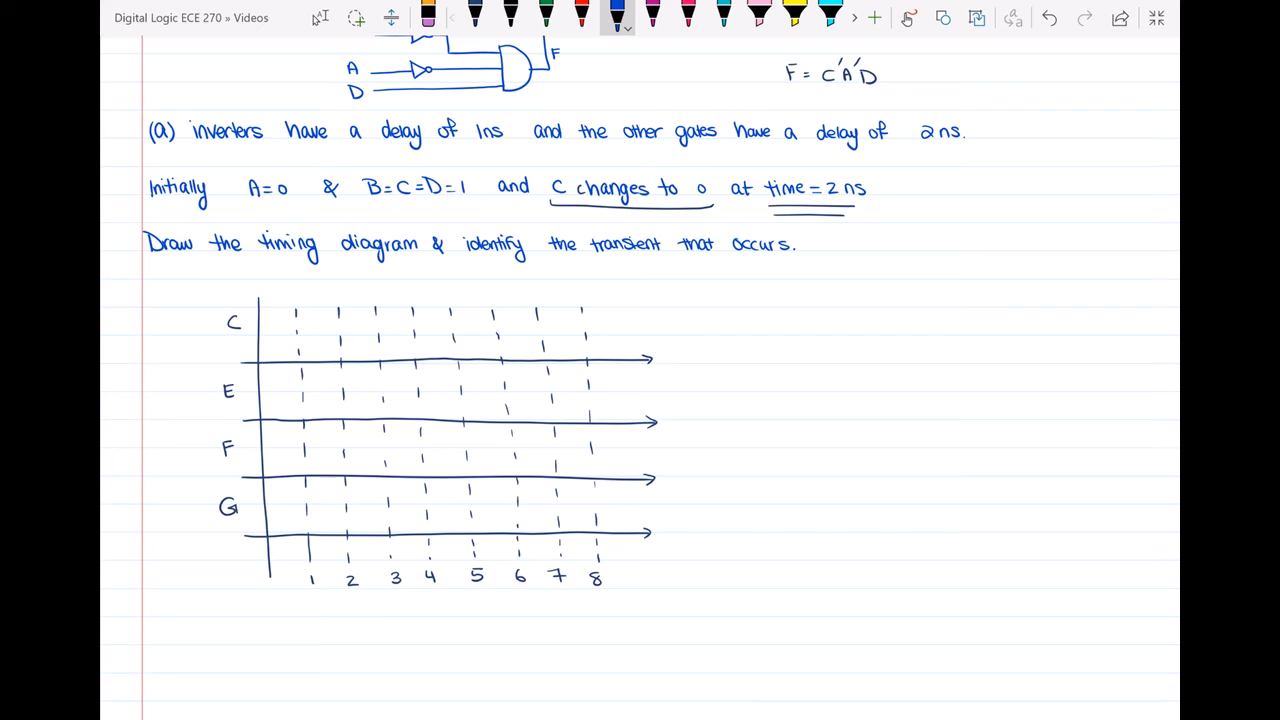 Digital Logic ECE 270 » Videos
F
A
D
F = C'A'D
(a) inverters have a delay of 1ns and the other gates have a delay of 2ns.
Initially A=0 & B=C=D=1 and C changes to 0 at time=2ns
Draw the timing diagram & identify the transient that occurs.
C
E
F
G
1 2 3 4 5 6 7 8